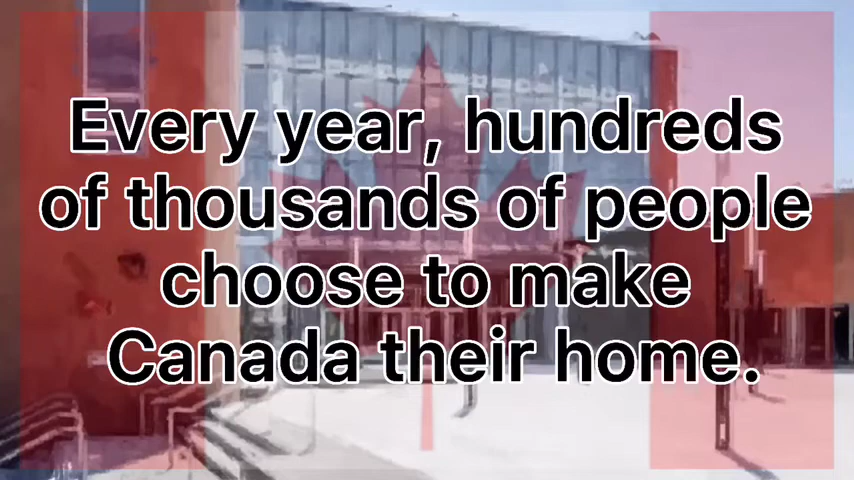 Every year, hundreds
of thousands of people
choose to make
Canada their home.